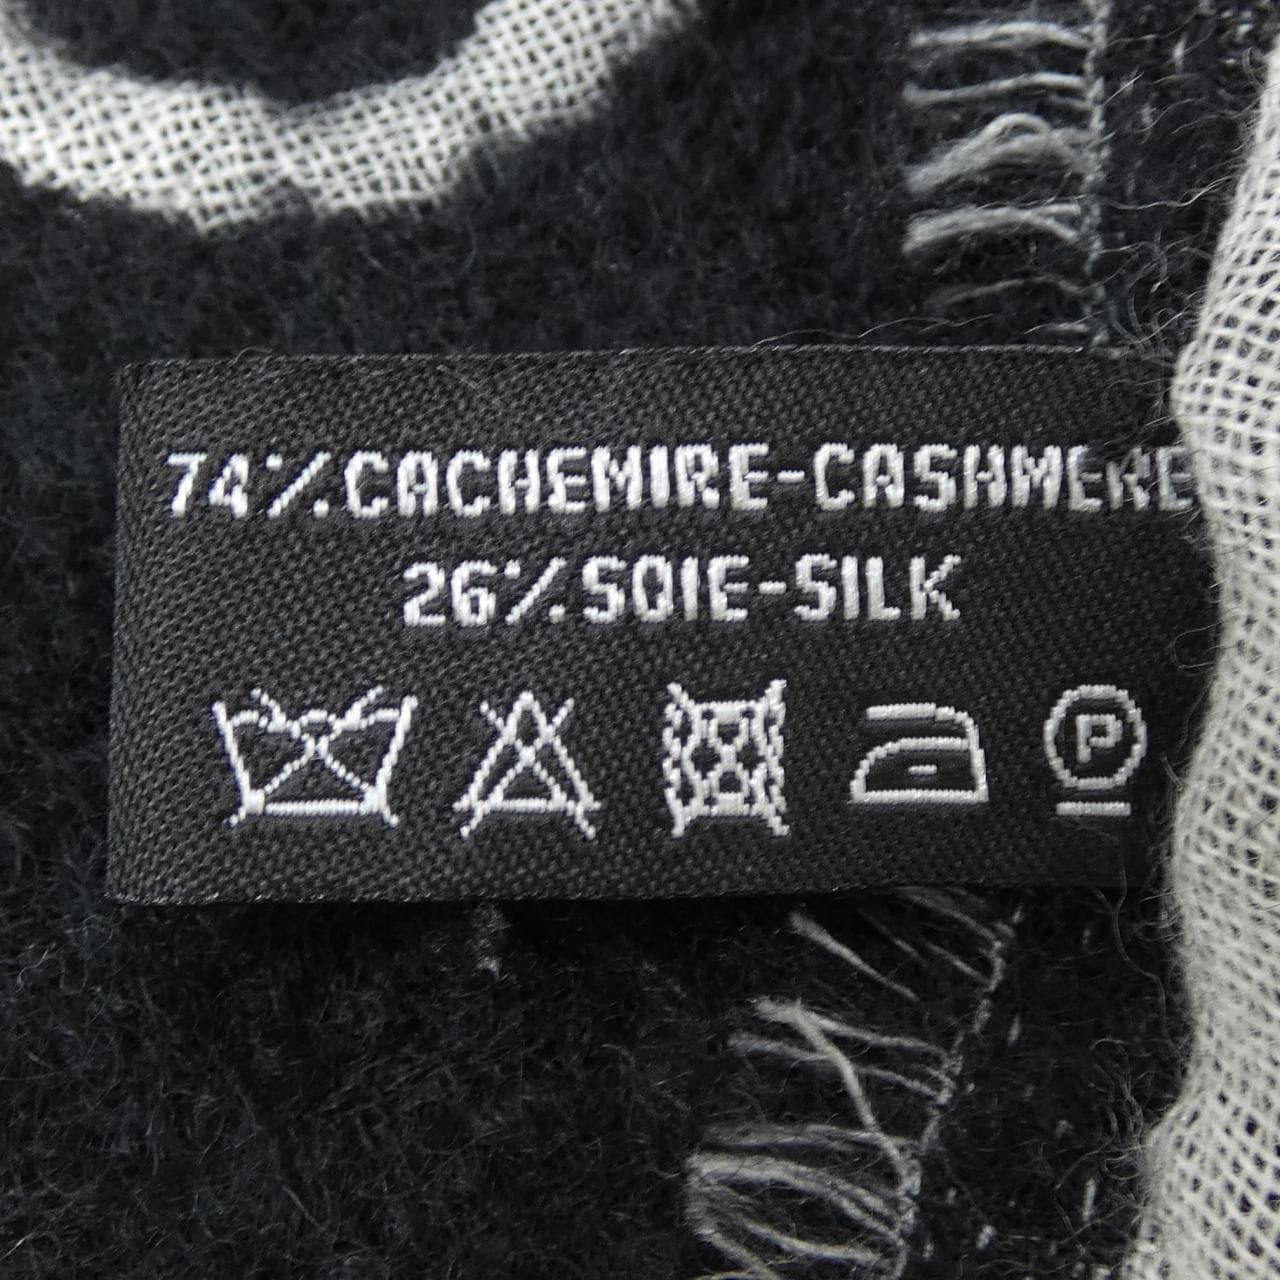 74% CACHEMIRE-CASHMERE
26% SOIE-SILK
P